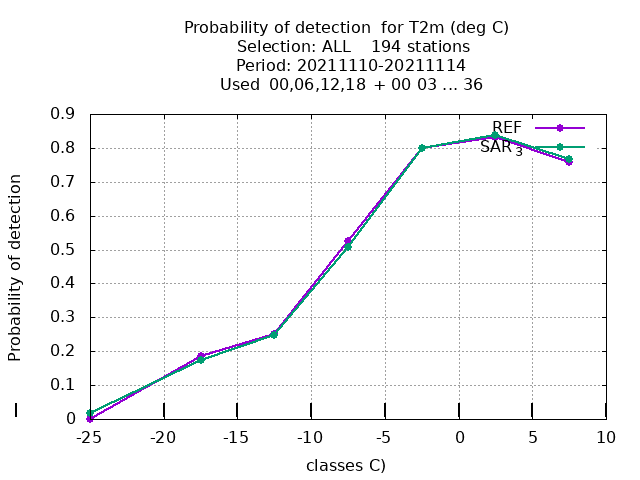 Probability of detection for T2m (deg C)
Selection: ALL 194 stations
Period: 20211110-20211114
Used 00,06,12,18 + 00 03 ... 36
0.9
0.8
0.7
0.6
0.5
0.4
0.3
0.2
0.1
0
Probability of detection
REF
SAR 3
-25 -20 -15 -10 -5 0 5 10
classes C)